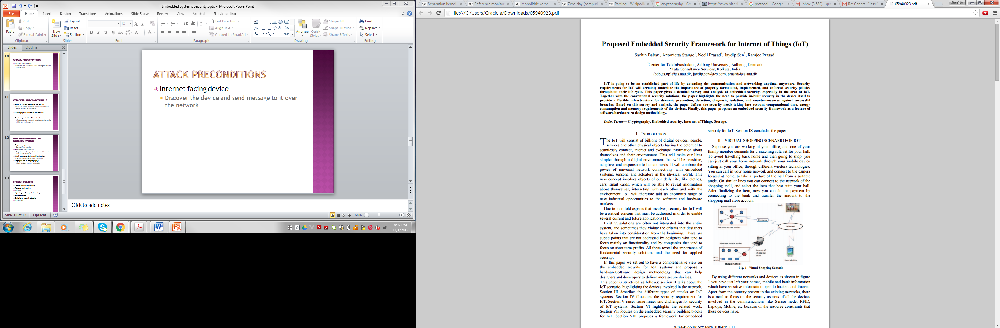 Embedded Systems Security.pptx - Microsoft PowerPoint
File Home Insert Design Transitions Animations Slide Show Review View Acrobat Storyboarding
Paste
Cut
Copy
Format Painter
Clipboard
New
Slide
Layout
Reset
Section
Slides
18
Font
Paragraph
Text Direction
Align Text
Convert to SmartArt
Arrange
Quick
Styles
Shape Fill
Shape Outline
Shape Effects
Drawing
Find
Replace
Select
Editing
Slides Outline
10
ATTACK PRECONDITIONS
Internet facing device
Discover the device and send message to it over
the network
11
ATTACKER PRECONDITIONS 2
Local or remote access to the device
Direct physical access to the device
Physical proximity of the attacker
12
MAIN VULNERABILITIES OF
EMBEDDED SYSTEMS
Programming errors
Control flow attacks
Web based vulnerability
Weak access control or authentication
Improper use of cryptography
Weak random number generation
13
THREAT VECTORS
Control hijacking attacks
Reverse engineering
Malware
Injecting crafted packets or input
Eavesdropping
Brute-force search attacks
Normal use
ATTACK PRECONDITIONS
Internet facing device
Discover the device and send message to it over
the network
Click to add notes
Slide 10 of 13 "Opulent" 66%
6:02 PM
11/1/2015
Separation kernel
Reference monitor
Monolithic kernel
Zero-day (comput
Parsing - Wikiped
cryptography - Go
https://www.black
protocol - Google
Inbox (3,680) - gra
Re: General Class C
05940923.pdf
Graciela
file:///C:/Users/Graciela/Downloads/05940923.pdf
Proposed Embedded Security Framework for Internet of Things (IoT)
Sachin Babar1, Antonietta Stango1, Neeli Prasad1, Jaydip Sen2, Ramjee Prasad1
1Center for TeleInFrastruktur, Aalborg University , Aalborg , Denmark
2Tata Consultancy Services, Kolkata, India
{sdb,as,np}@es.aau.dk, jaydip.sen@tcs.com, prasad@es.aau.dk
IoT is going to be an established part of life by extending the communication and networking anytime, anywhere. Security
requirements for IoT will certainly underline the importance of properly formulated, implemented, and enforced security policies
throughout their life-cycle. This paper gives a detailed survey and analysis of embedded security, especially in the area of IoT.
Together with the conventional security solutions, the paper highlights the need to provide in-built security in the device itself to
provide a flexible infrastructure for dynamic prevention, detection, diagnosis, isolation, and countermeasures against successful
breaches. Based on this survey and analysis, the paper defines the security needs taking into account computational time, energy
consumption and memory requirements of the devices. Finally, this paper proposes an embedded security framework as a feature of
software/hardware co-design methodology.
Index Terms— Cryptography, Embedded security, Internet of Things, Storage.
I. INTRODUCTION
The IoT will consist of billions of digital devices, people,
services and other physical objects having the potential to
seamlessly connect, interact and exchange information about
themselves and their environment. This will make our lives
simpler through a digital environment that will be sensitive,
adaptive, and responsive to human needs. It will combine the
power of universal network connectivity with embedded
systems, sensors, and actuators in the physical world. This
new concept involves objects of our daily life, like clothes,
cars, smart cards, which will be able to reveal information
about themselves, interacting with each other and with the
environment. IoT will therefore add an enormous range of
new industrial opportunities to the software and hardware
markets.
Due to manifold aspects that involves, security for IoT will
be a critical concern that must be addressed in order to enable
several current and future applications [1].
Existing solutions are often not integrated into the entire
system, and sometimes they violate the criteria that designers
have taken into consideration from the beginning. These are
subtle points that are not addressed by designers who tend to
focus mainly on functionality and by companies that tend to
focus on short term profits. All these reveal the importance of
fundamental security solutions and the need for applied
security.
In this paper we set out to have a comprehensive view on
the embedded security for IoT systems and propose a
hardware/software design methodology that can help
designers and developers to deliver more secure devices.
This paper is structured as follows: section II talks about the
IoT scenario, highlighting the devices involved in the network.
Section III describes the different types of attacks on IoT
systems. Section IV illustrates the security requirement for
IoT. Section V raises some issues and challenges for security
of IoT systems. Section VI highlights the related work.
Section VII focuses on the embedded security building blocks
for IoT. Section VIII proposes a framework for embedded
security for IoT. Section IX concludes the paper.
II. VIRTUAL SHOPPING SCENARIO FOR IOT
Suppose you are working at your office, and one of your
family member demands for a matching sofa set for your hall.
To avoid travelling back home and then going to shop, you
can just call your home network through your mobile device
sitting at your office, through different wireless technologies.
You can call in your home network and connect to the camera
located at home, to take a picture of the hall from a suitable
angle. On similar lines you can connect to the network of the
shopping mall, and select the item that best suits your hall.
After finalizing the item, now you can do the payment by
connecting to the bank and transfer the amount to the
shopping mall store account.
Home Network
Bank
Gateway
Internet
Wireless sensor nodes
Wireless sensor nodes
Laptop of
shopping
Mall
RFID
node
User Mobile
Shopping Mall
Fig. 1. Virtual Shopping Scenario
By using different networks and devices as shown in figure
1 you have just left your homes, mobile and bank information
which have sensitive information open to hackers and thieves.
Apart from the security present in the existing networks, there
is a need to focus on the security aspects of all the devices
involved in the communications like Sensor node, RFID,
Laptops, Mobile, etc because of the resource constraints that
these devices have.
978-1-4577-0787-2/11/$26.00 ©2011 IEEE